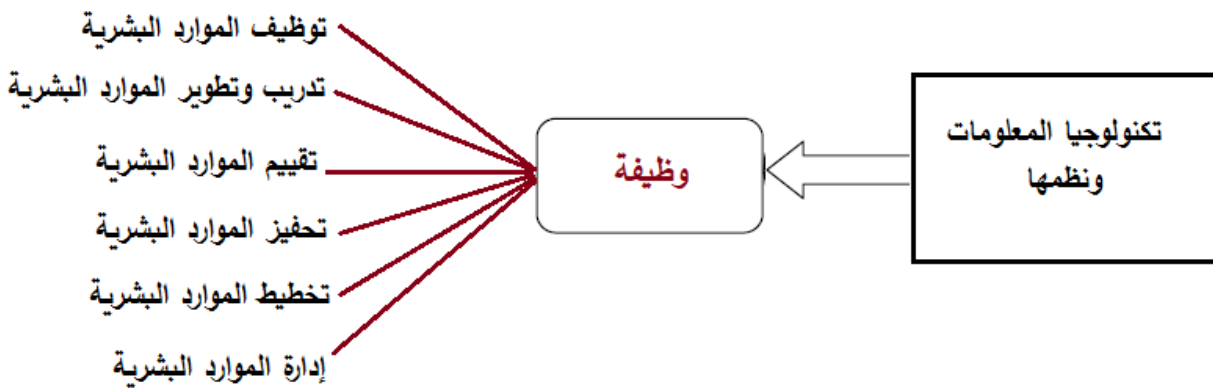 تكنولوجيا المعلومات
ونظمها
وظيفة
توظيف الموارد البشرية
تدريب وتطوير الموارد البشرية
تقييم الموارد البشرية
تحفيز الموارد البشرية
تخطيط الموارد البشرية
إدارة الموارد البشرية